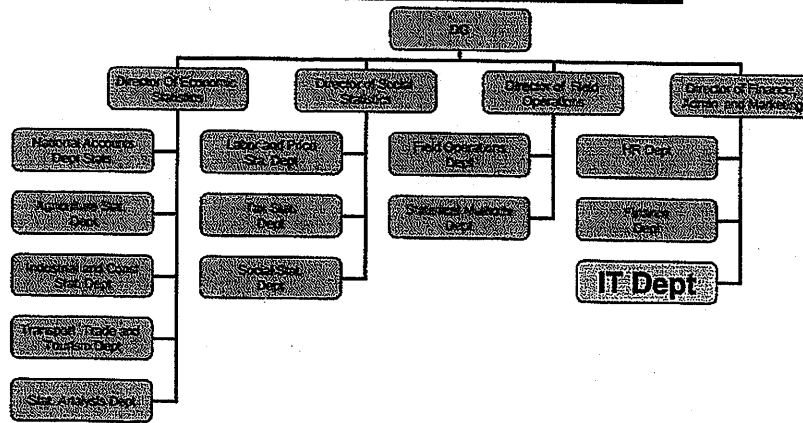 DG
Director Of Economic
Statistics
Director of Social
Statistics
Director of Field
Operations
Director of Finance,
Admin and Marketing
National Accounts
Dept Stats
Labor and Price
Sta. Dept
Field Operations
Dept
HR Dept
Agriculture Stat.
Dept
Stat.
Dept
Statistical Methods
Dept
Finance
Dept
Industrial and Const
Stat. Dept
Social Stat.
Dept
IT Dept
Transport, Trade and
Tourism Dept
Stat. Analysis Dept